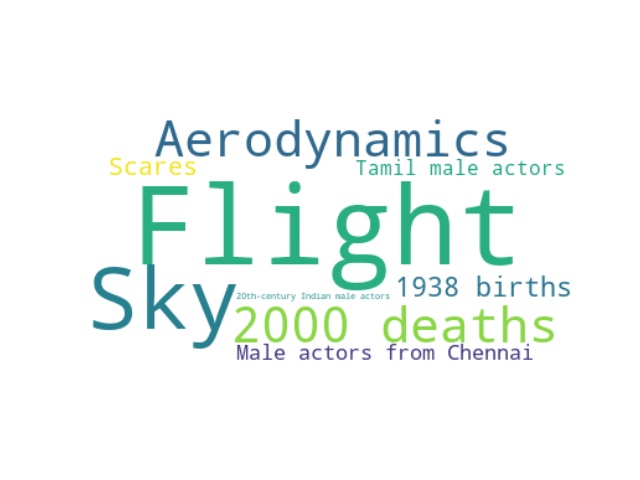 Aerodynamics
Scares
Tamil male actors
Flight
Sky
20th-century Indian male actors
1938 births
2000 deaths
Male actors from Chennai